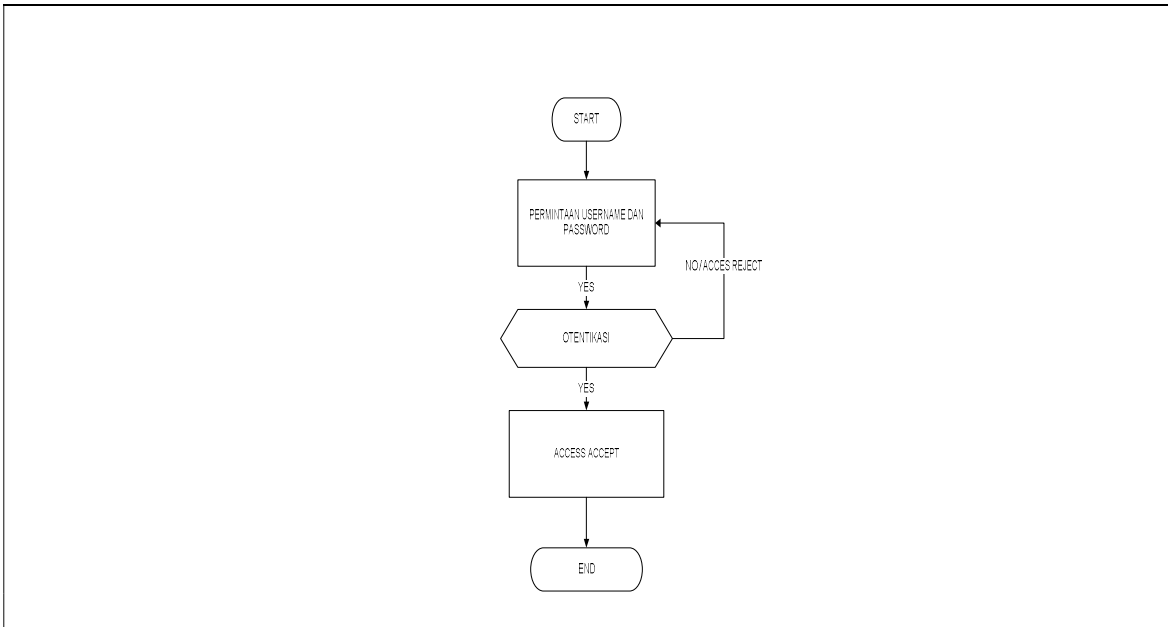 START
PERMINTAAN USERNAME DAN
PASSWORD
NO / ACCES REJECT
YES
OTENTIKASI
YES
ACCESS ACCEPT
END